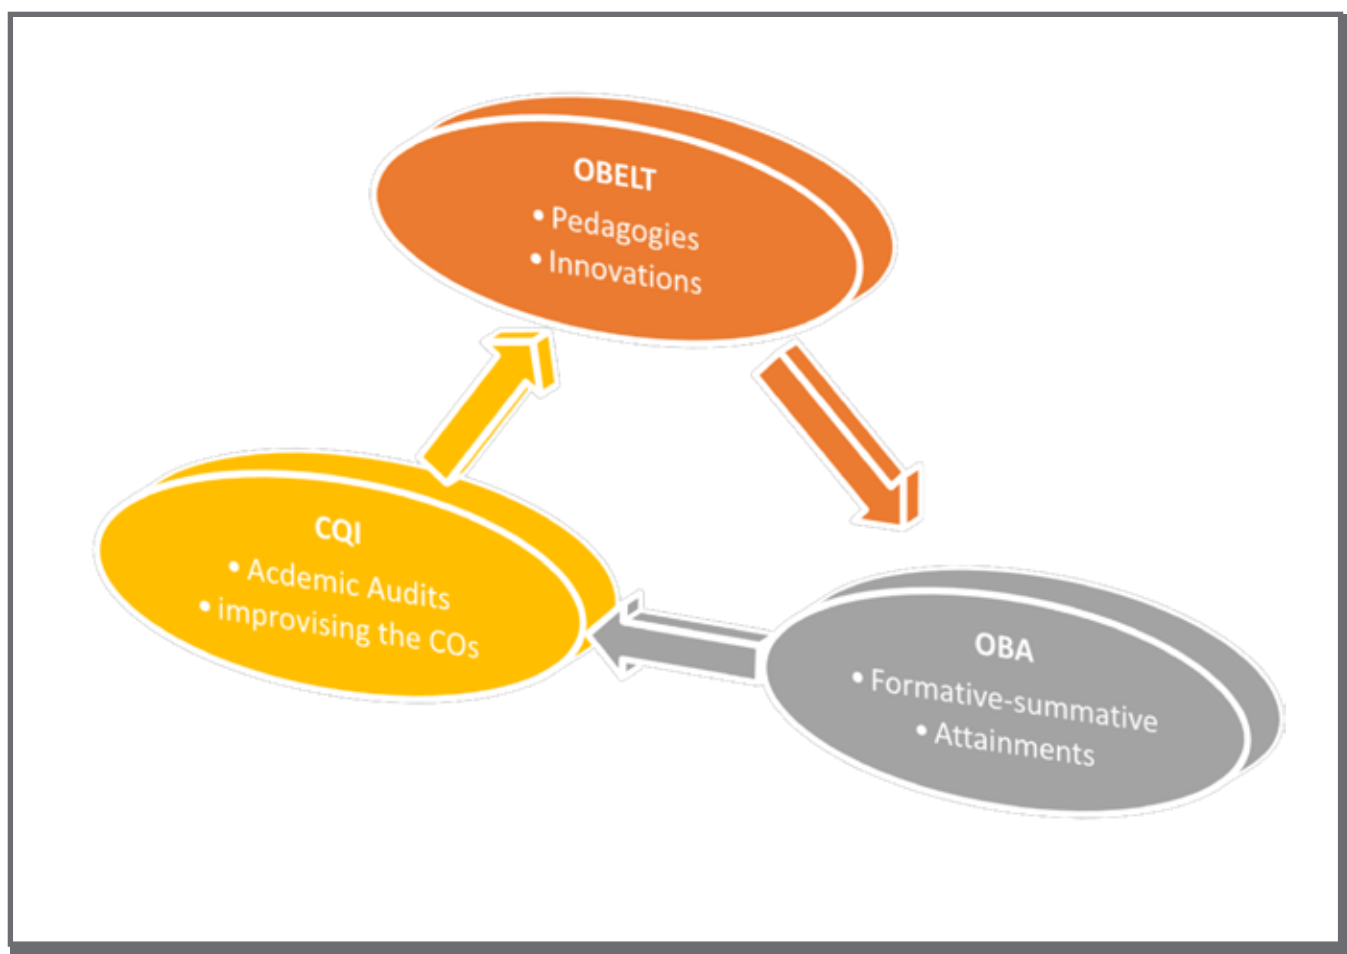 OBELT
• Pedagogies
• Innovations
CQI
• Acdemic Audits
• improvising the COs
OBA
• Formative-summative
• Attainments